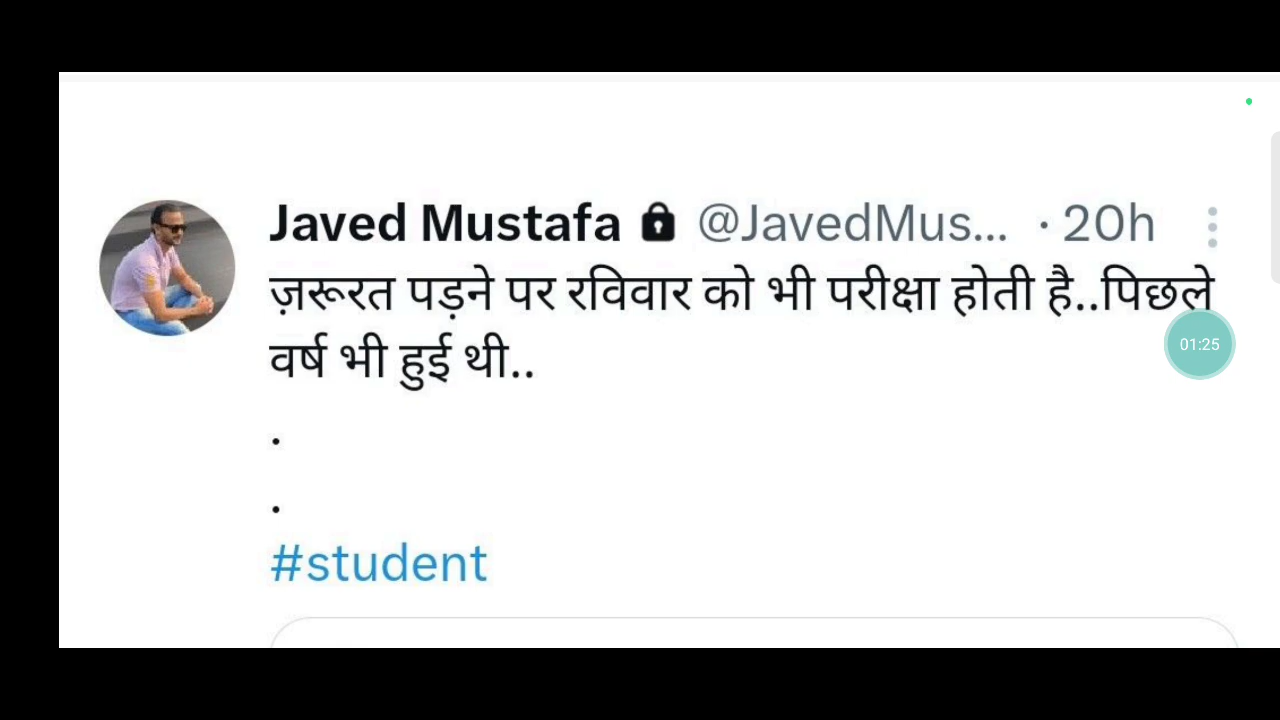 Javed Mustafa @JavedMus... · 20h
ज़रूरत पड़ने पर रविवार को भी परीक्षा होती है..पिछले
वर्ष भी हुई थी..
.
.
#student
01:25